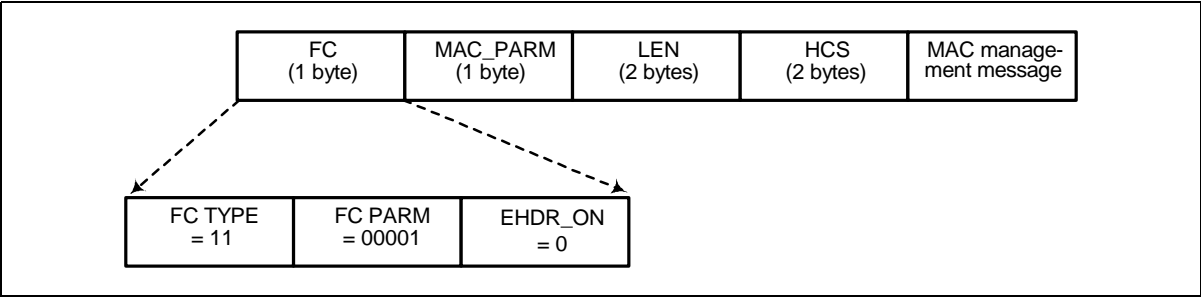 FC
(1 byte)
MAC_PARM
(1 byte)
LEN
(2 bytes)
HCS
(2 bytes)
MAC manage-
ment message
FC TYPE
= 11
FC PARM
= 00001
EHDR_ON
= 0